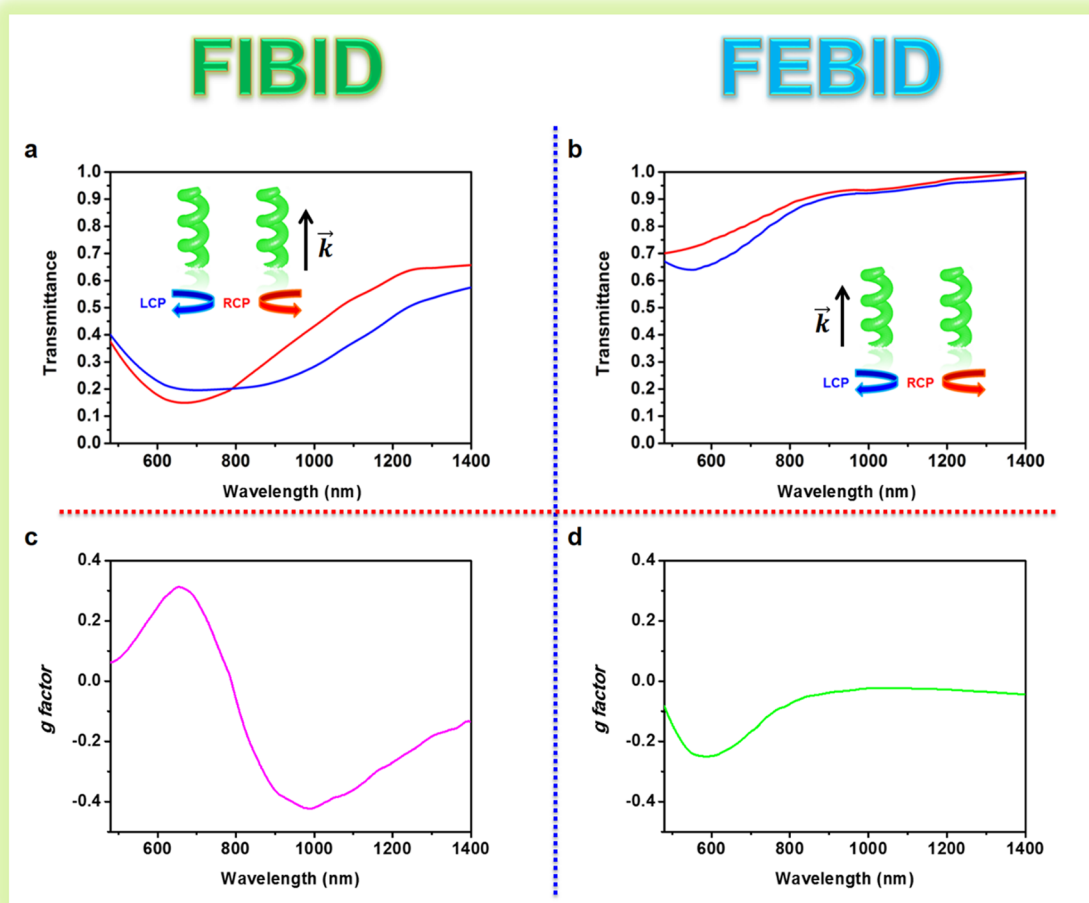 FIBID
FEBID
a
1.0
0.9
0.8
0.7
0.6
0.5
0.4
0.3
0.2
0.1
0.0
Transmittance
k
LCP
RCP
600 800 1000 1200 1400
Wavelength (nm)
b
1.0
0.9
0.8
0.7
0.6
0.5
0.4
0.3
0.2
0.1
0.0
Transmittance
k
LCP
RCP
600 800 1000 1200 1400
Wavelength (nm)
c
0.4
0.2
0.0
-0.2
-0.4
g factor
600 800 1000 1200 1400
Wavelength (nm)
d
0.4
0.2
0.0
-0.2
-0.4
g factor
600 800 1000 1200 1400
Wavelength (nm)